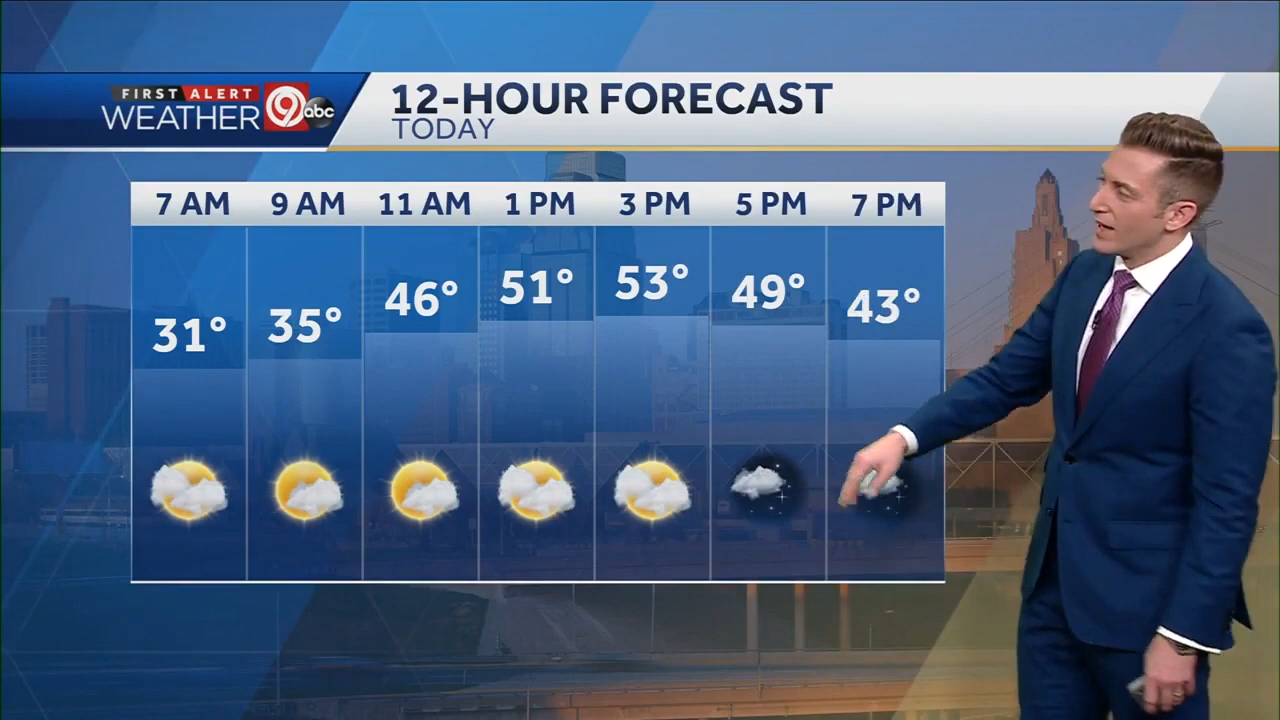 FIRST ALERT
WEATHER 9 abc
12-HOUR FORECAST
TODAY
7 AM 9 AM 11 AM 1 PM 3 PM 5 PM 7 PM
31° 35° 46° 51° 53° 49° 43°